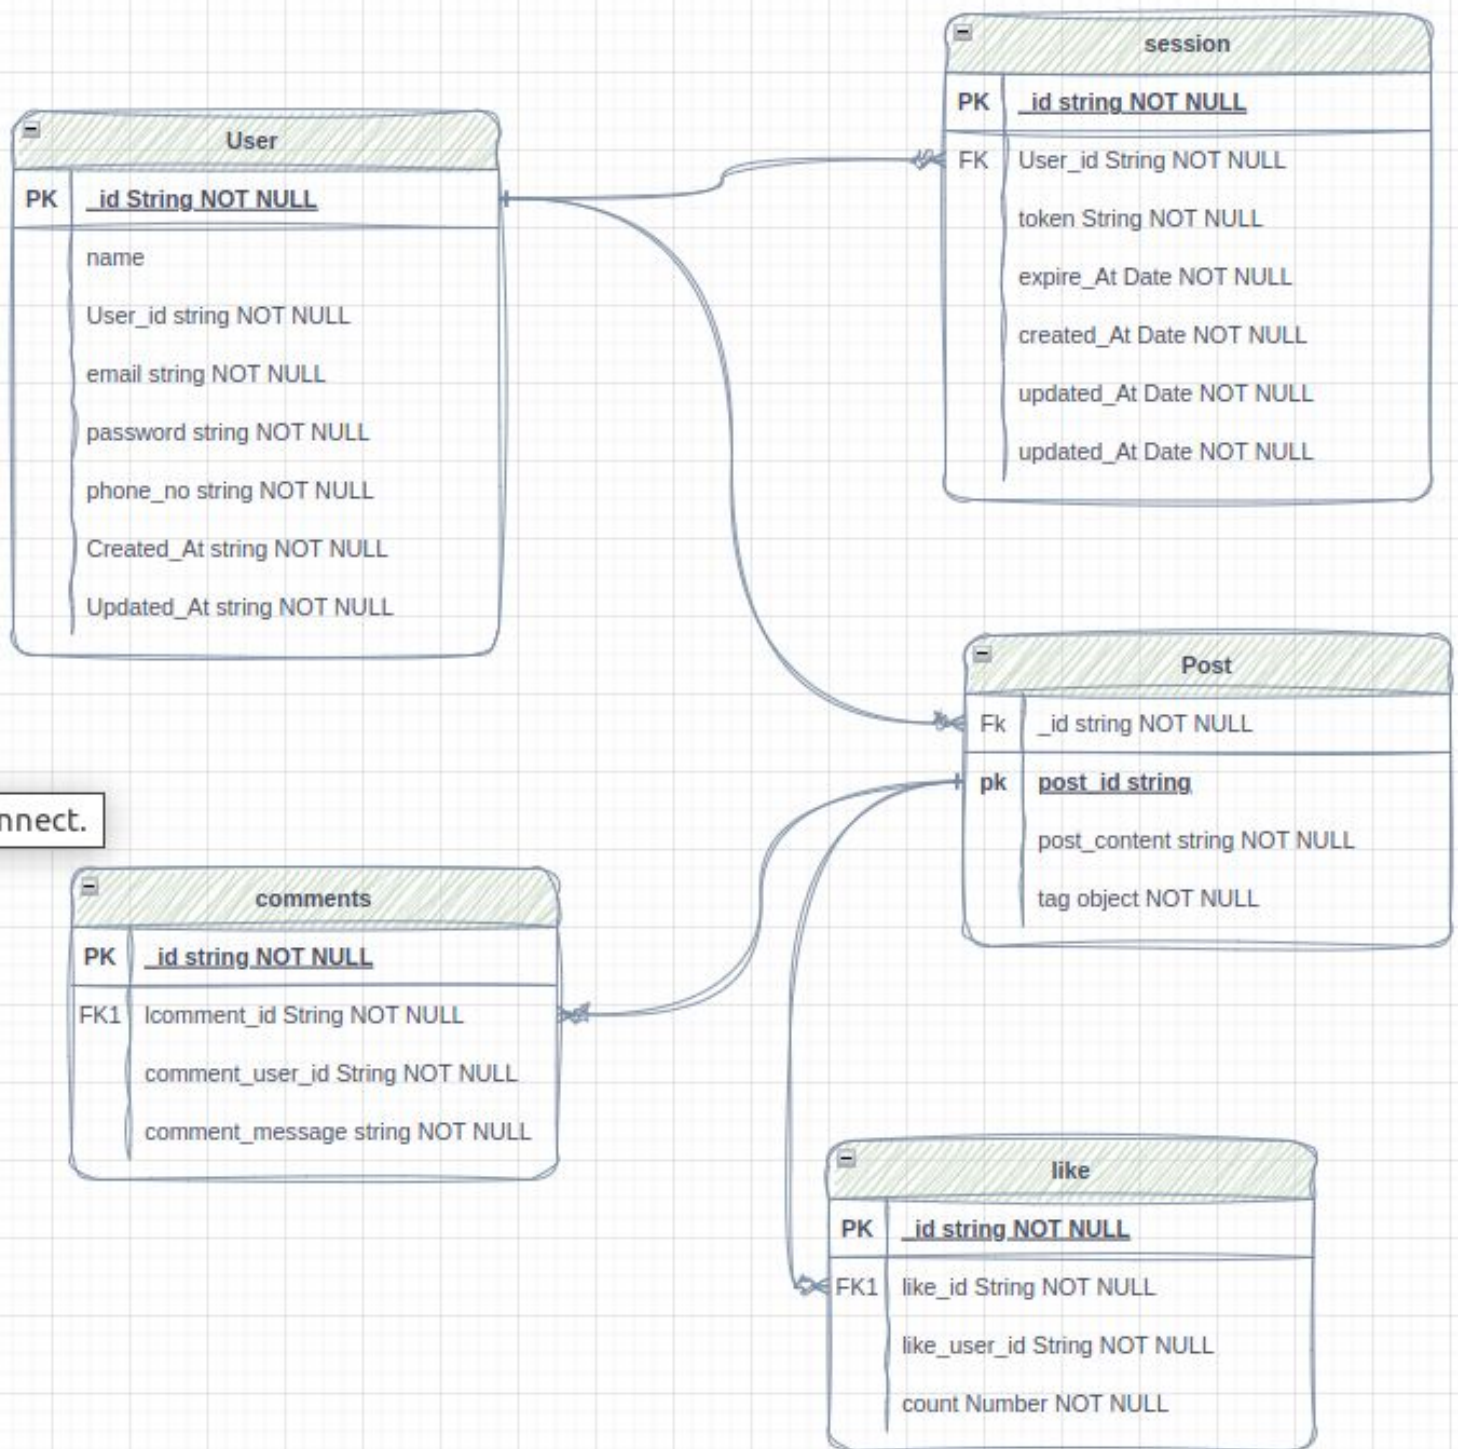 session
PK _id string NOT NULL
FK User_id String NOT NULL
token String NOT NULL
expire_At Date NOT NULL
created_At Date NOT NULL
updated_At Date NOT NULL
updated_At Date NOT NULL
User
PK _id String NOT NULL
name
User_id string NOT NULL
email string NOT NULL
password string NOT NULL
phone_no string NOT NULL
Created_At string NOT NULL
Updated_At string NOT NULL
Post
Fk _id string NOT NULL
pk post_id string
post_content string NOT NULL
tag object NOT NULL
nnect.
comments
PK _id string NOT NULL
FK1 lcomment_id String NOT NULL
comment_user_id String NOT NULL
comment_message string NOT NULL
like
PK _id string NOT NULL
FK1 like_id String NOT NULL
like_user_id String NOT NULL
count Number NOT NULL